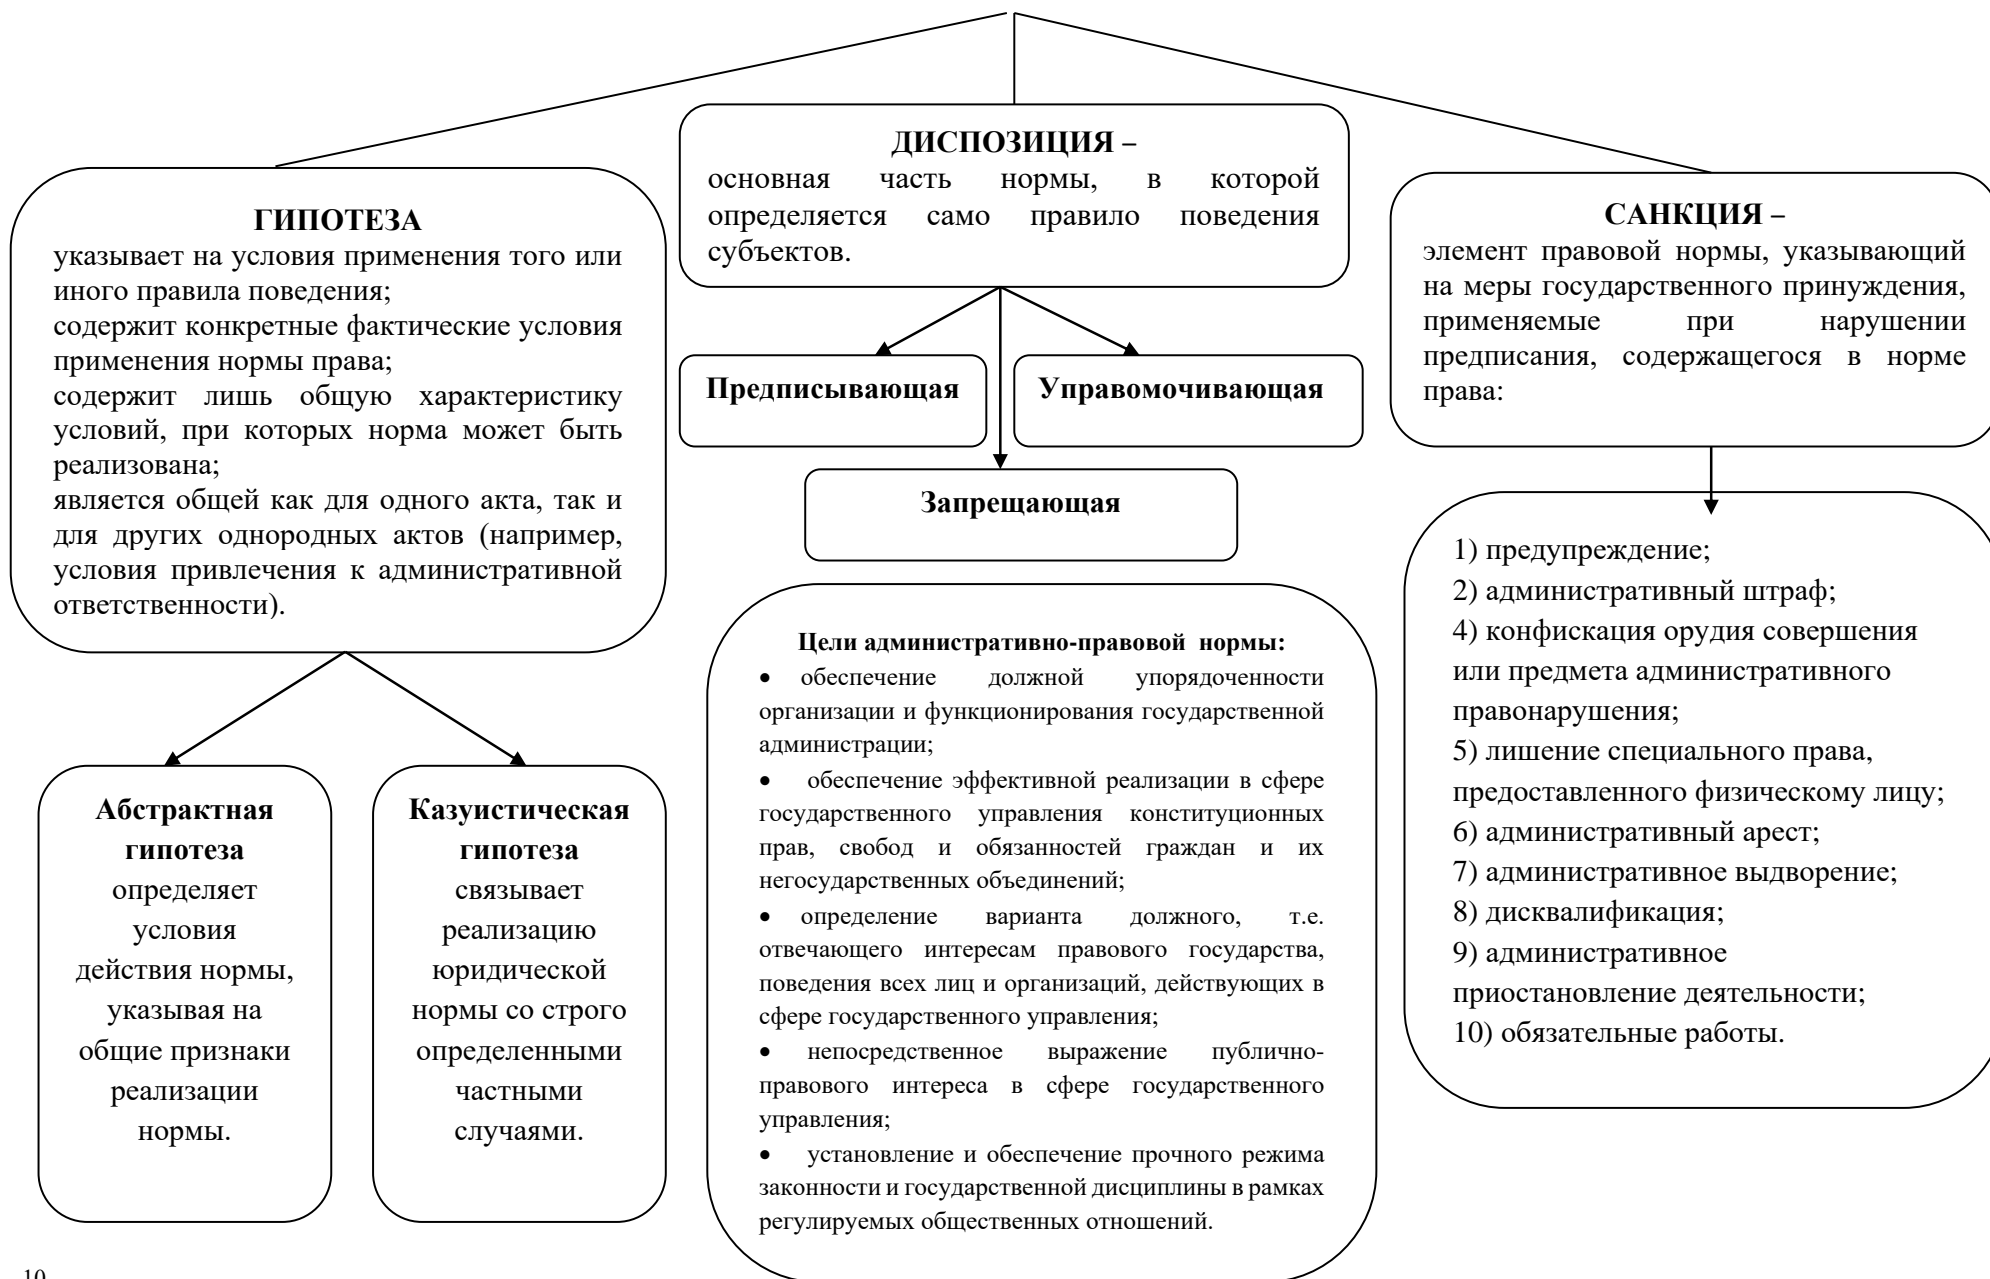 ГИПОТЕЗА
указывает на условия применения того или
иного правила поведения;
содержит конкретные фактические условия
применения нормы права;
содержит лишь общую характеристику
условий, при которых норма может быть
реализована;
является общей как для одного акта, так и
для других однородных актов (например,
условия привлечения к административной
ответственности).
Абстрактная
гипотеза
определяет
условия
действия нормы,
указывая на
общие признаки
реализации
нормы.
Казуистическая
гипотеза
связывает
реализацию
юридической
нормы со строго
определенными
частными
случаями.
ДИСПОЗИЦИЯ –
основная часть нормы, в которой
определяется само правило поведения
субъектов.
Предписывающая
Управомочивающая
Запрещающая
Цели административно-правовой нормы:
• обеспечение должной упорядоченности
организации и функционирования государственной
администрации;
• обеспечение эффективной реализации в сфере
государственного управления конституционных
прав, свобод и обязанностей граждан и их
негосударственных объединений;
• определение варианта должного, т.е.
отвечающего интересам правового государства,
поведения всех лиц и организаций, действующих в
сфере государственного управления;
• непосредственное выражение публично-
правового интереса в сфере государственного
управления;
• установление и обеспечение прочного режима
законности и государственной дисциплины в рамках
регулируемых общественных отношений.
САНКЦИЯ –
элемент правовой нормы, указывающий
на меры государственного принуждения,
применяемые при нарушении
предписания, содержащегося в норме
права:
1) предупреждение;
2) административный штраф;
4) конфискация орудия совершения
или предмета административного
правонарушения;
5) лишение специального права,
предоставленного физическому лицу;
6) административный арест;
7) административное выдворение;
8) дисквалификация;
9) административное
приостановление деятельности;
10) обязательные работы.
10